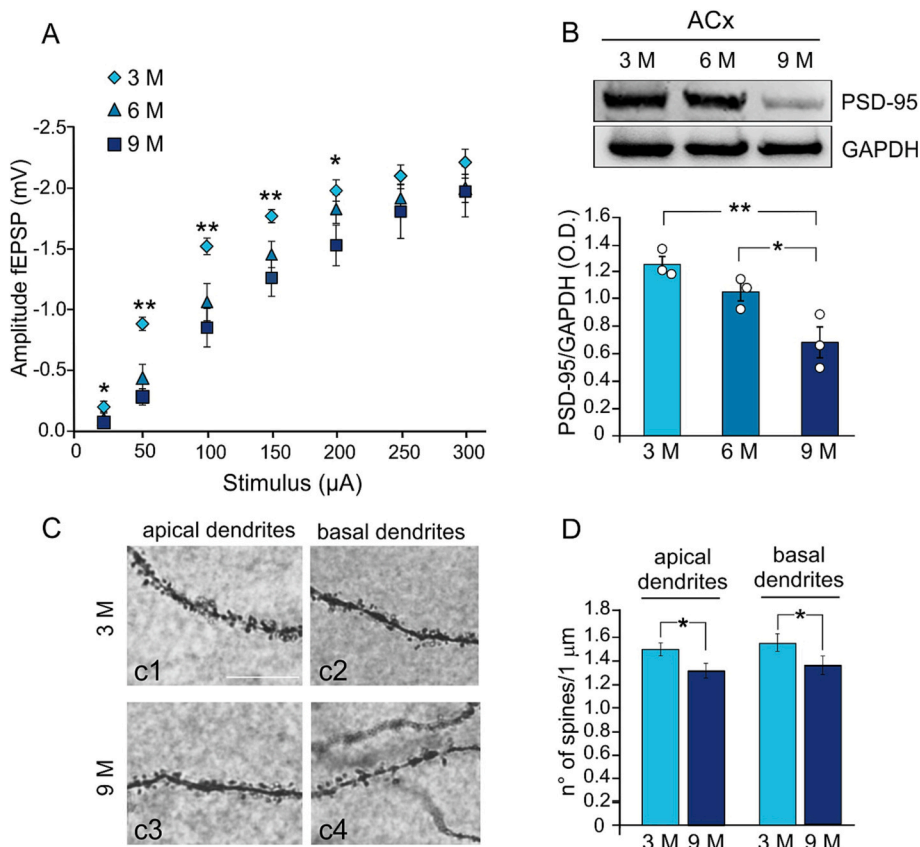 A
3 M
6 M
9 M
Amplitude fEPSP (mV)
-2.5
-2.0
-1.5
-1.0
-0.5
0.0
* ** ** ** *
0 50 100 150 200 250 300
Stimulus (µA)
B
ACx
3 M 6 M 9 M
PSD-95
GAPDH
PSD-95/GAPDH (O.D.)
1.6
1.4
1.2
1.0
0.8
0.6
0.4
0.2
0
**
*
3 M 6 M 9 M
C
apical dendrites basal dendrites
3 M
c1 c2
9 M
c3 c4
D
apical basal
dendrites dendrites
n° of spines/1 µm
1.8
1.6
1.4
1.2
1
0.8
0.6
0.4
0.2
0
* *
3 M 9 M 3 M 9 M